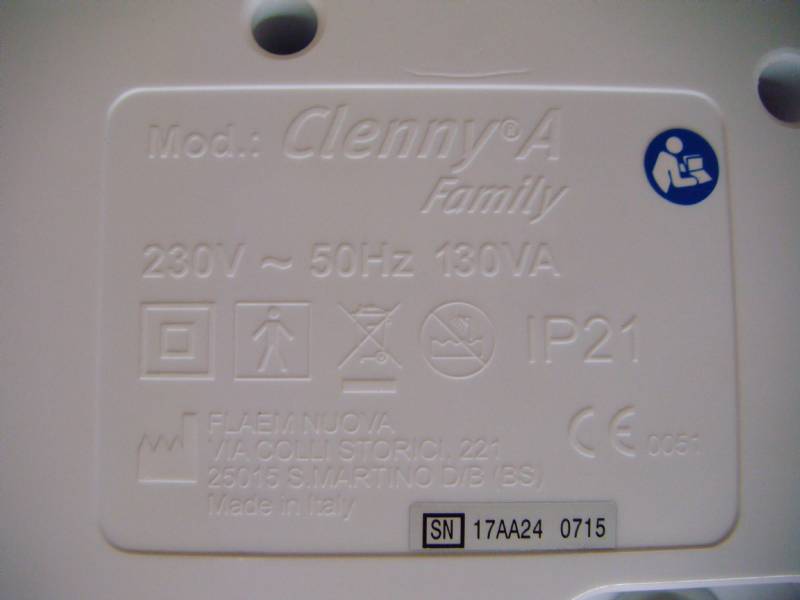 Mod.: Clenny® A
Family
230V ~ 50Hz 130VA
IP21
FLAEM NUOVA
VIA COLLI STORICI, 221
25015 S.MARTINO D/B (BS)
Made in Italy
CE 0051
SN 17AA24 0715